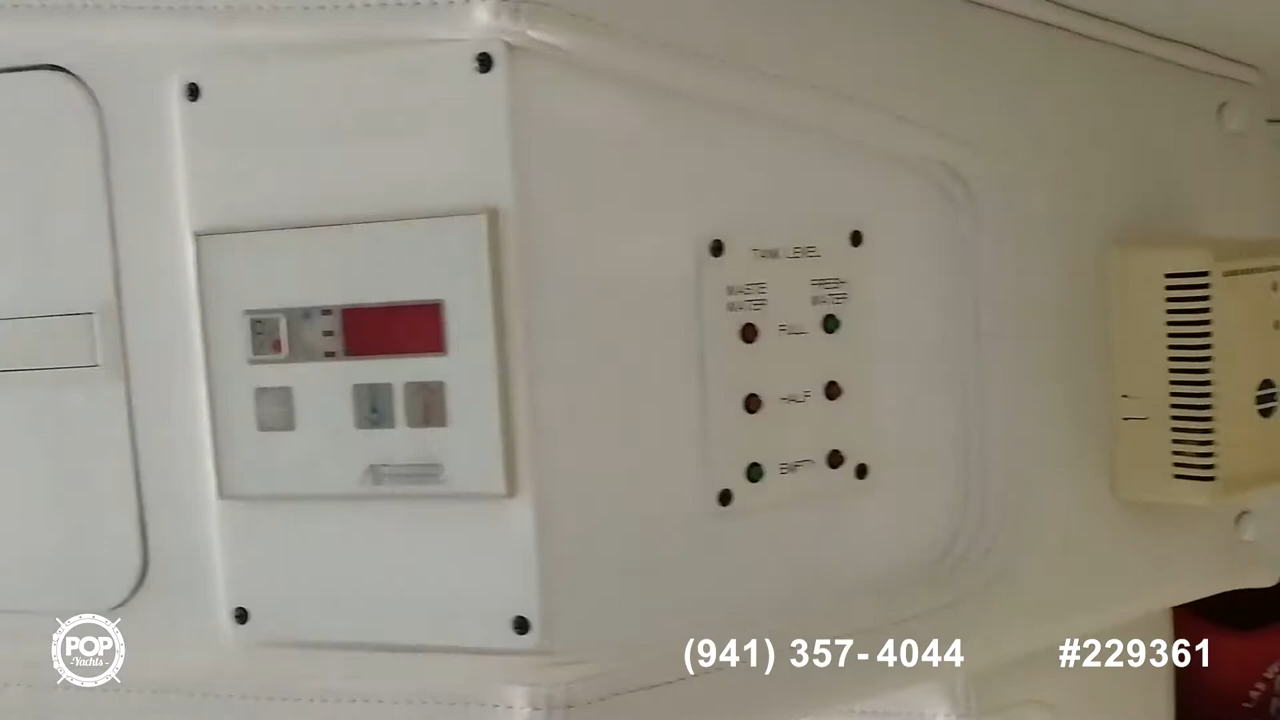 TANK LEVEL
WASTE WATER
FRESH WATER
FULL
HALF
EMPTY
POP
-Yachts-
(941) 357-4044
#229361